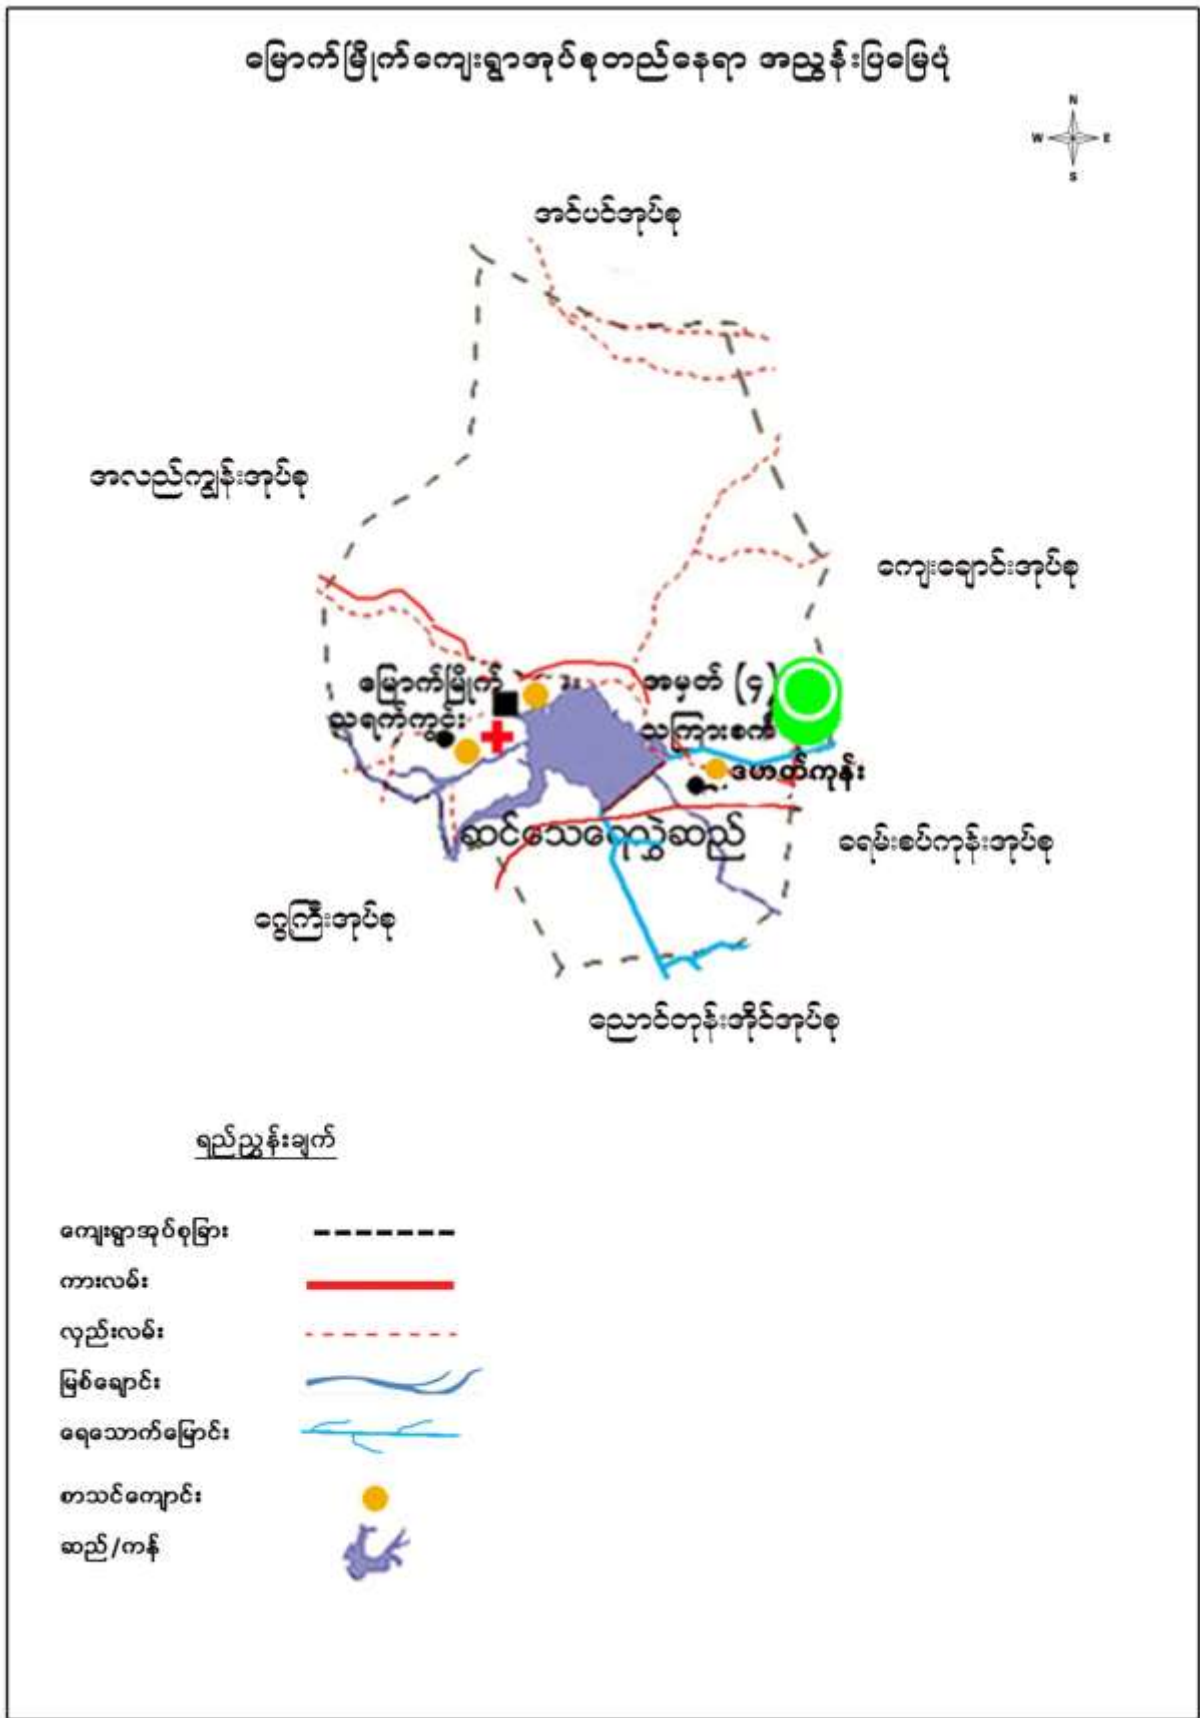 မြောက်မြိုက်ကျေးရွာအုပ်စုတည်နေရာ အညွှန်းပြမြေပုံ
N
W E
S
အင်ပင်အုပ်စု
အလည်ကျွန်းအုပ်စု
ကျေးချောင်းအုပ်စု
မြောက်မြိုက်
အမှတ် (၄)
သရက်ကွင်း
သကြားစက်
ဒဟတ်ကုန်း
ဆင်သေရေလွှဲဆည်
ခရမ်းစပ်ကုန်းအုပ်စု
ငွေကြီးအုပ်စု
ညောင်တုန်းအိုင်အုပ်စု
ရည်ညွှန်းချက်
ကျေးရွာအုပ်စုခြား
ကားလမ်း
လှည်းလမ်း
မြစ်ချောင်း
ရေသောက်မြောင်း
စာသင်ကျောင်း
ဆည်/ကန်